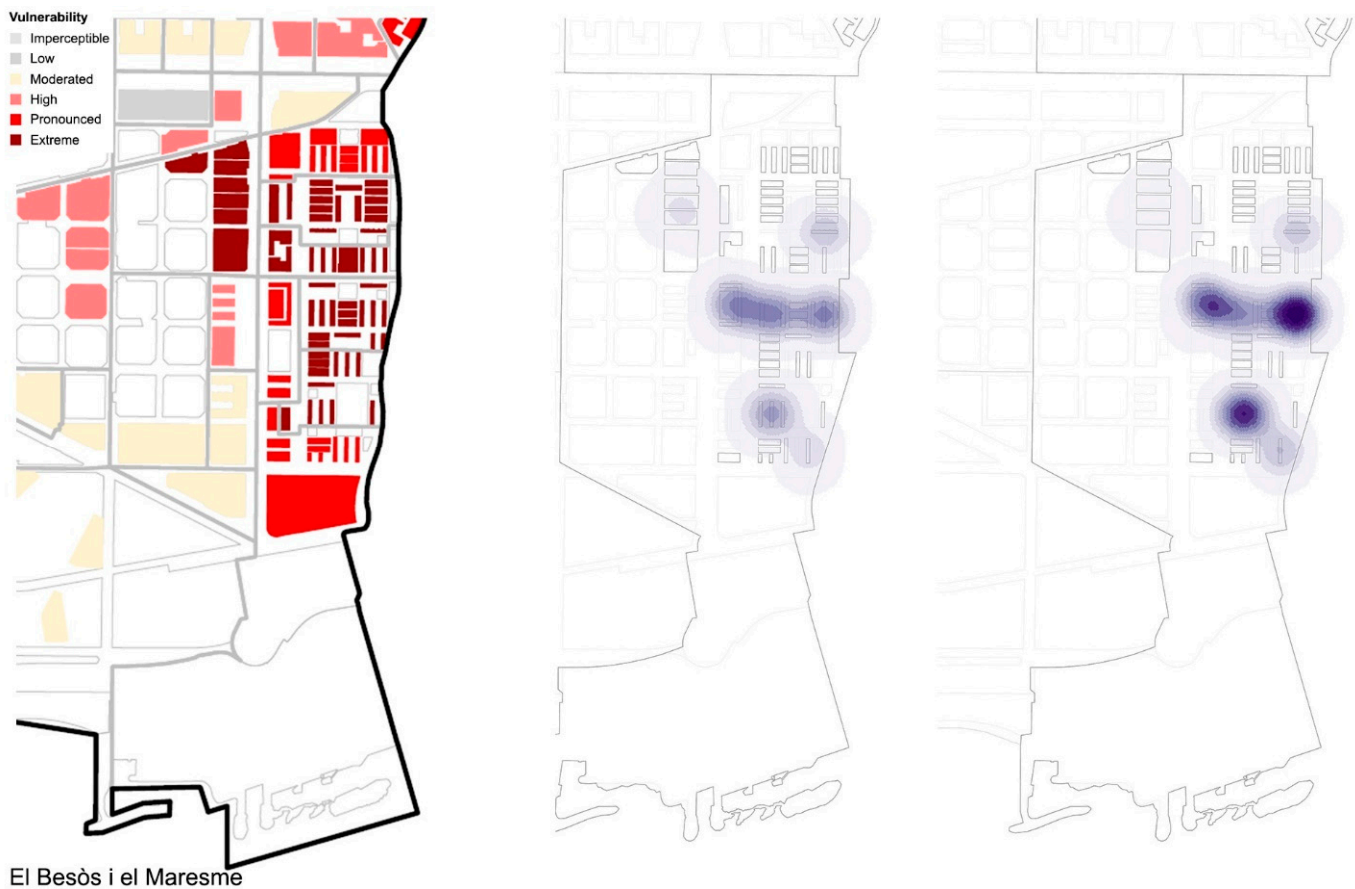 Vulnerability
Imperceptible
Low
Moderated
High
Pronounced
Extreme
El Besòs i el Maresme